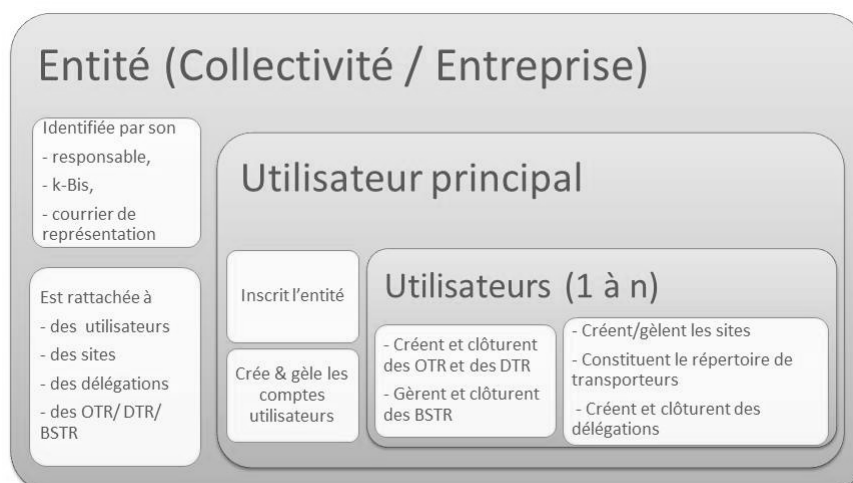 Entité (Collectivité / Entreprise)
Identifiée par son
- responsable,
- k-Bis,
- courrier de
représentation
Est rattachée à
- des utilisateurs
- des sites
- des délégations
- des OTR/ DTR/
BSTR
Utilisateur principal
Inscrit l'entité
Crée & gèle les
comptes
utilisateurs
Utilisateurs (1 à n)
- Créent et clôturent
des OTR et des DTR
- Gèrent et clôturent
des BSTR
- Créent/gèlent les sites
- Constituent le répertoire de
transporteurs
- Créent et clôturent des
délégations